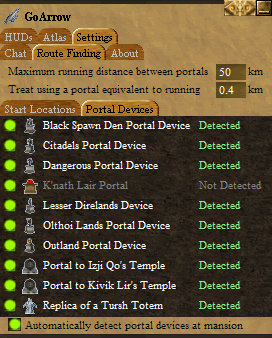 GoArrow
HUDs Atlas Settings
Chat Route Finding About
Maximum running distance between portals 50 km
Treat using a portal equivalent to running 0.4 km
Start Locations Portal Devices
Black Spawn Den Portal Device Detected
Citadels Portal Device Detected
Dangerous Portal Device Detected
K'nath Lair Portal Not Detected
Lesser Direlands Device Detected
Olthoi Lands Portal Device Detected
Outland Portal Device Detected
Portal to Izji Qo's Temple Detected
Portal to Kivik Lir's Temple Detected
Replica of a Tursh Totem Detected
Automatically detect portal devices at mansion